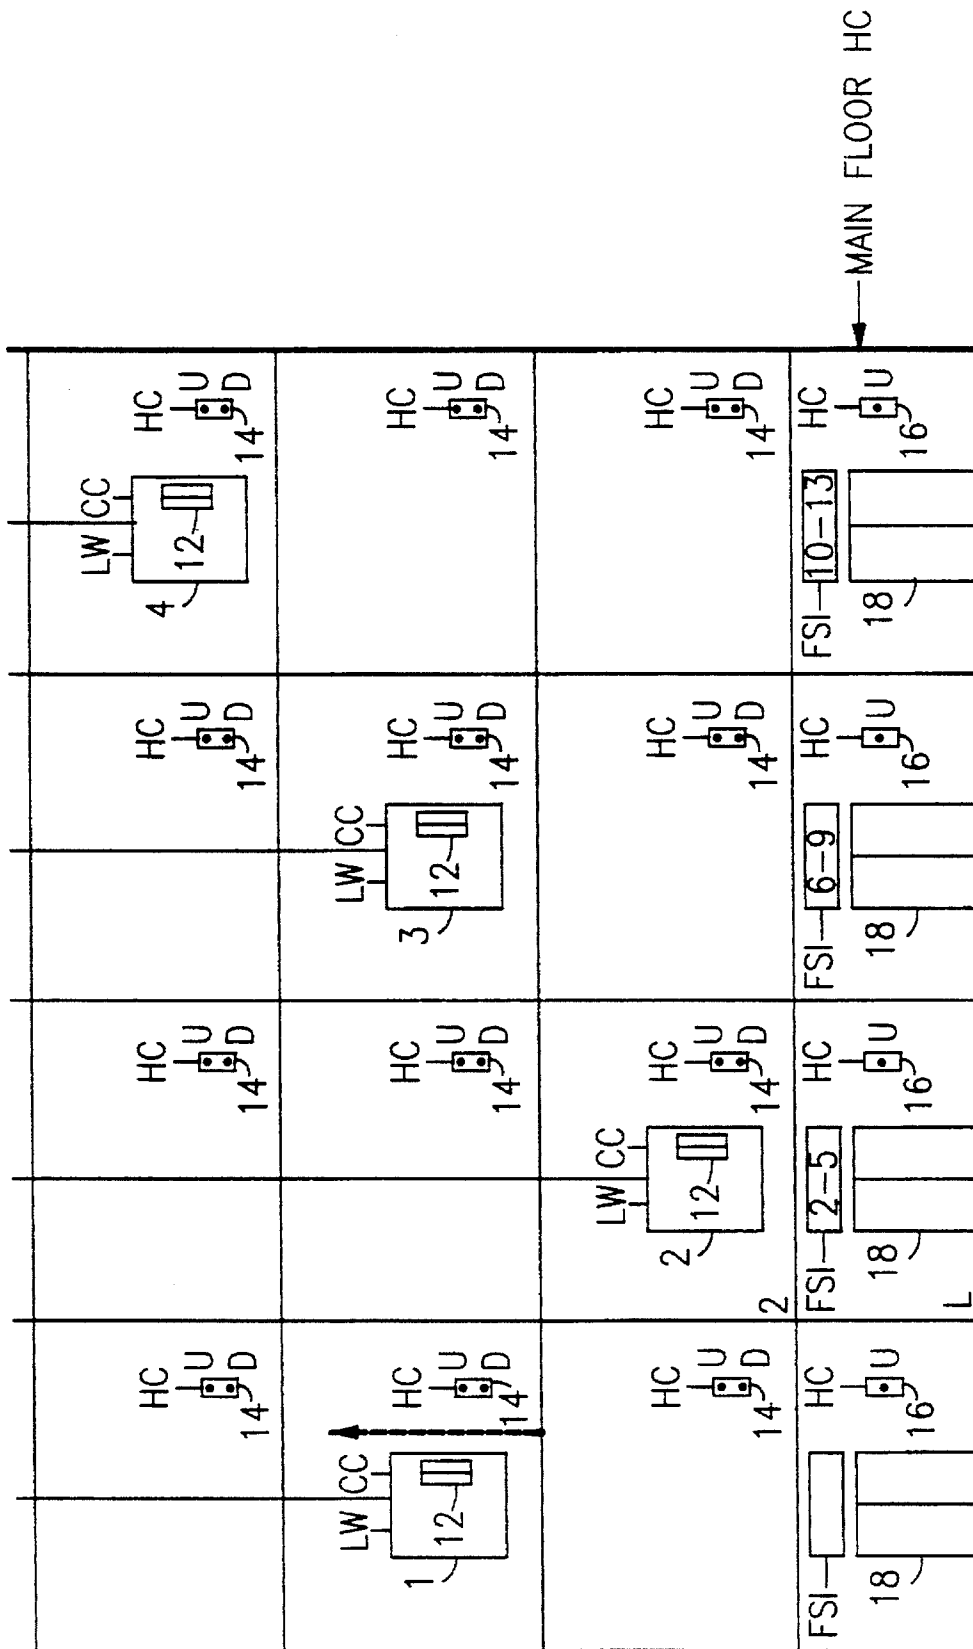 LW CC
HC HC HC HC
U U U U
4 12
D D D D
14 14 14 14
LW CC LW CC
HC HC HC HC
U U U U
1 12 3 12
D D D D
14 14 14 14
LW CC
HC HC HC HC
U U U U
2 12
D D D D
14 14 14 14
2
HC HC HC HC
FSI FSI 2-5 FSI 6-9 FSI 10-13
U U U U
16 16 16 16
18 18 18 18
L
MAIN FLOOR HC